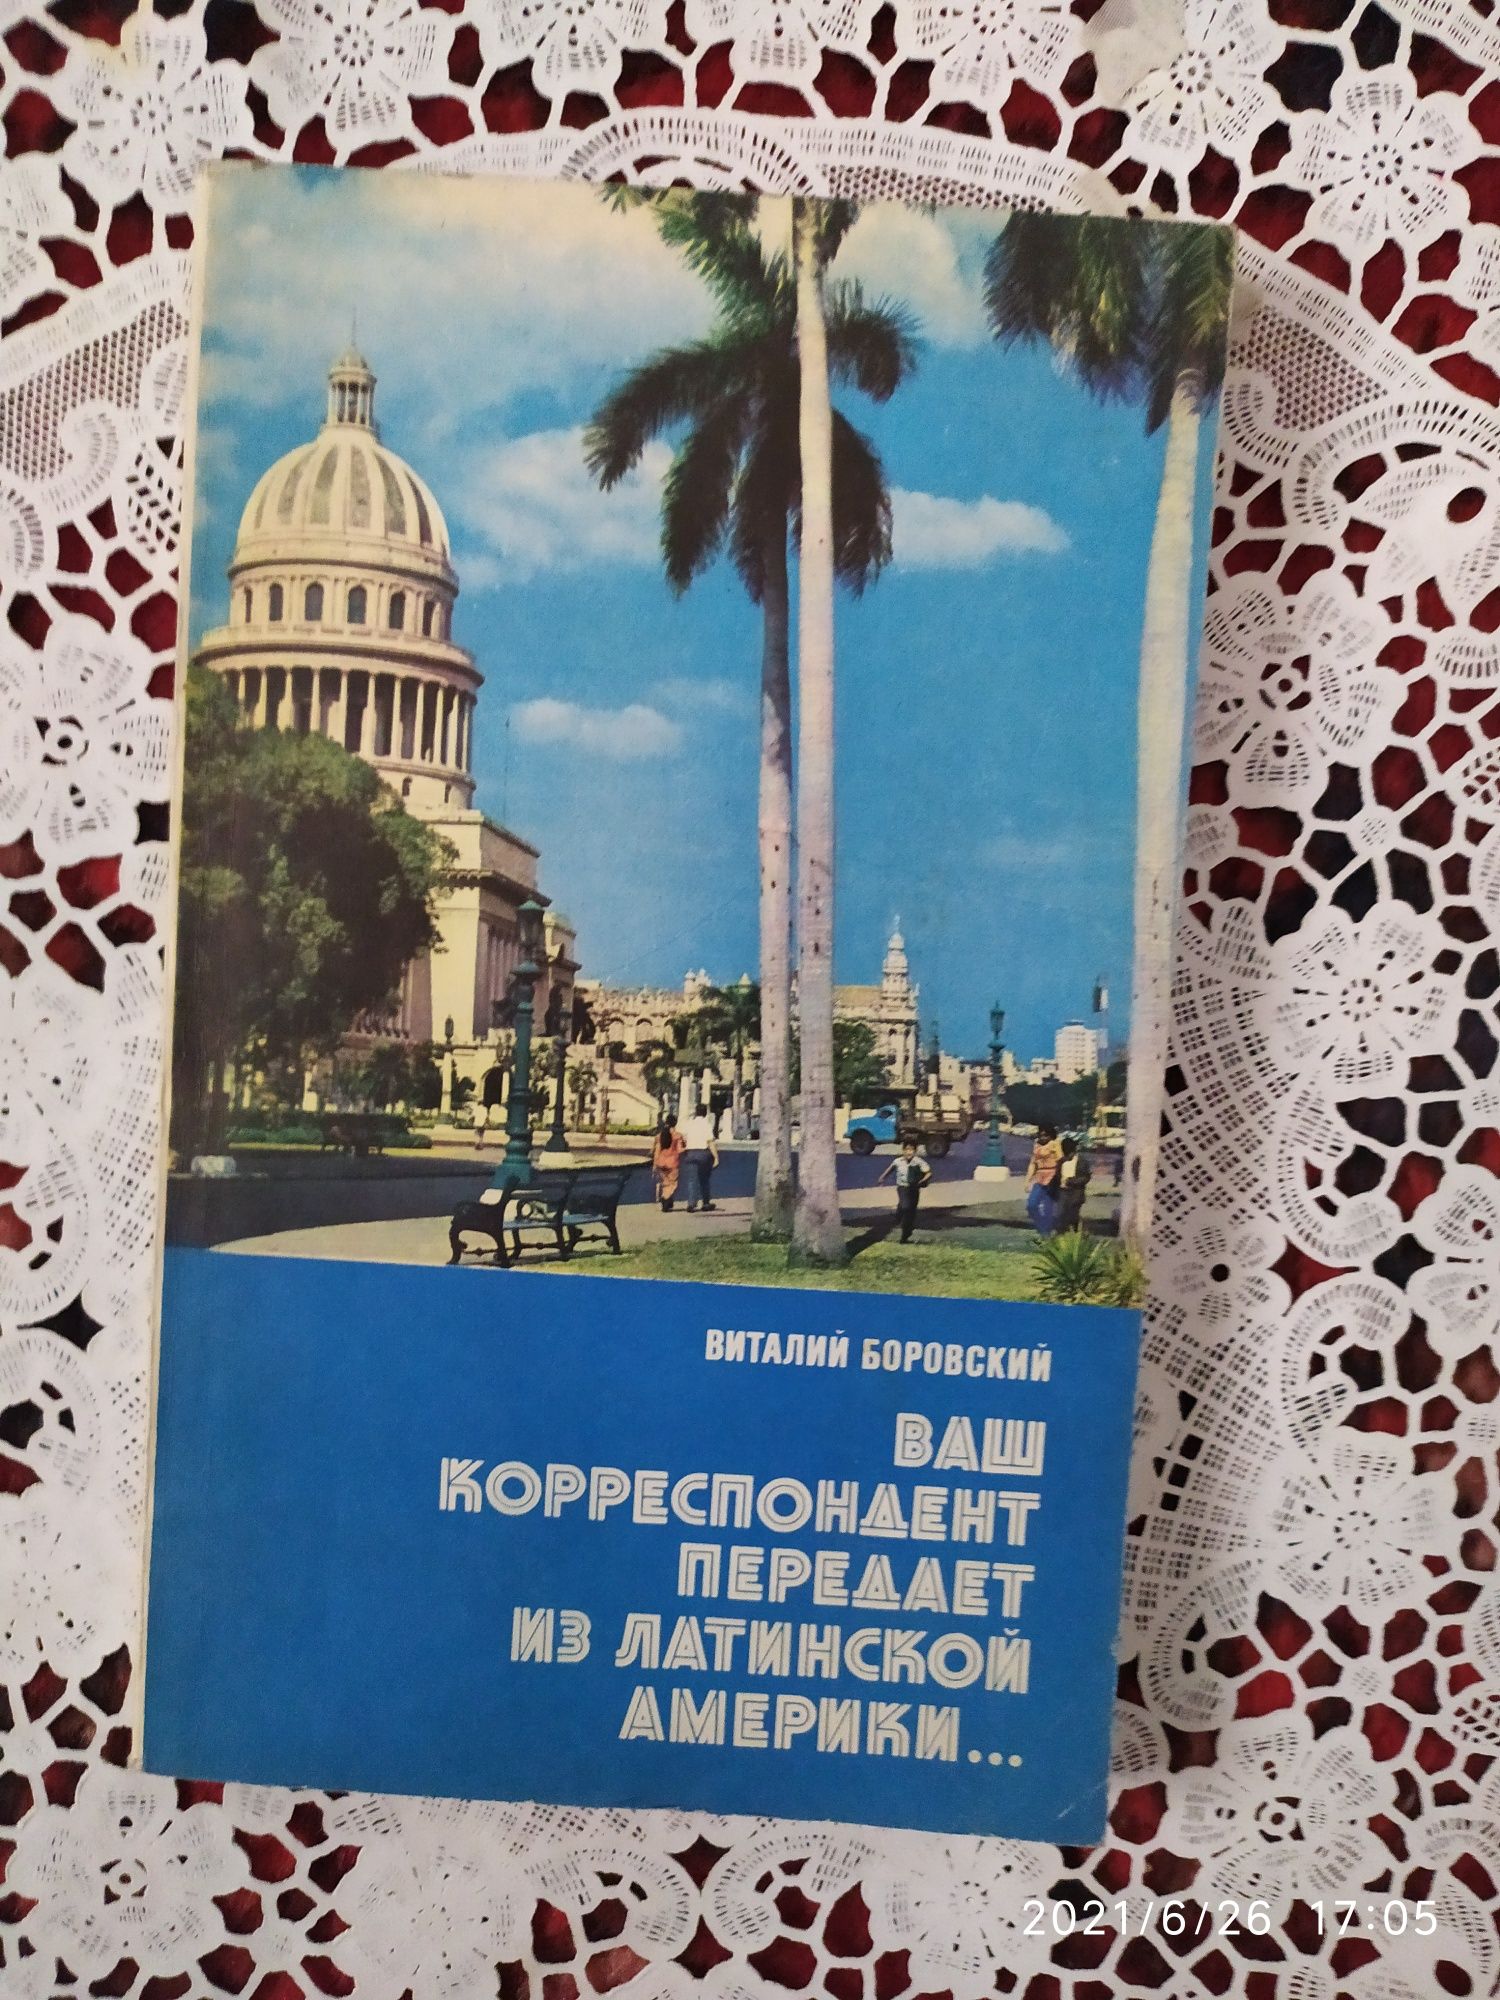 ВИТАЛИЙ БОРОВСКИЙ
ВАШ
КОРРЕСПОНДЕНТ
ПЕРЕДАЕТ
ИЗ ЛАТИНСКОЙ
АМЕРИКИ...
2021/6/26 17:05